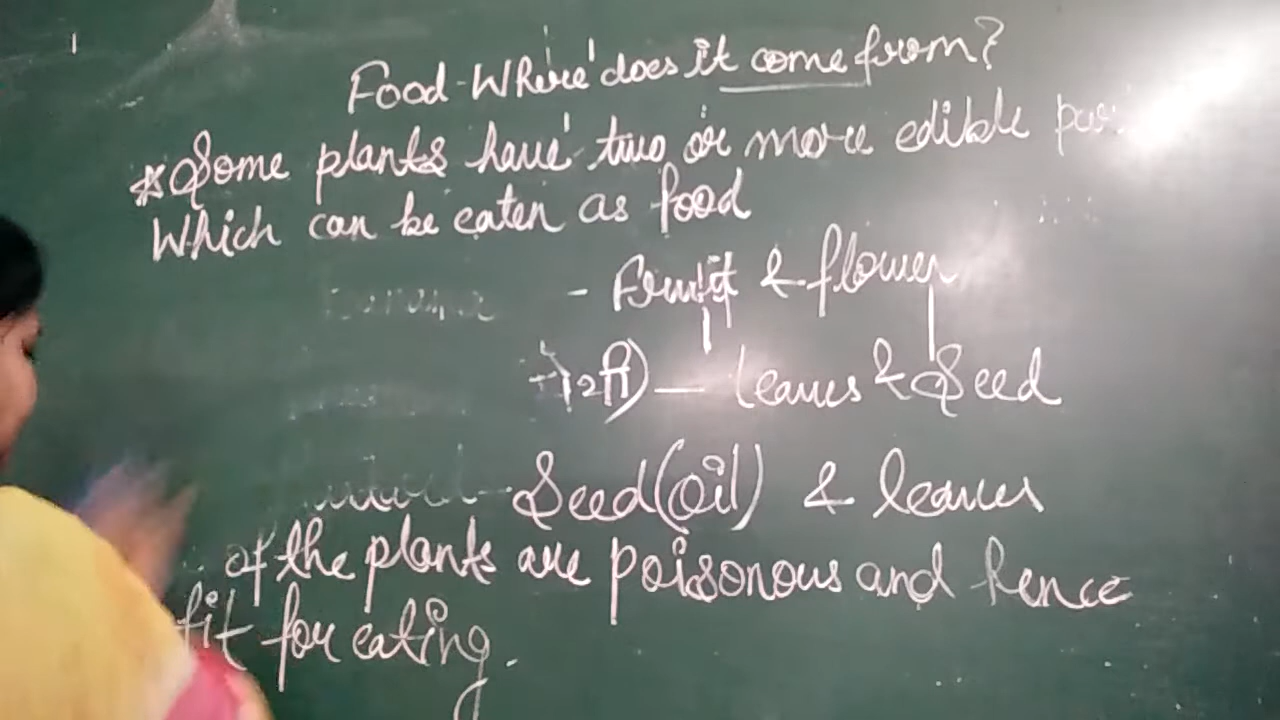 Food-Where does it come from?
* Some plants have two or more edible
Which can be eaten as food
- Fruit & flower
— leaves & Seed
- Seed(oil) & leaves
of the plants are poisonous and hence
fit for eating.